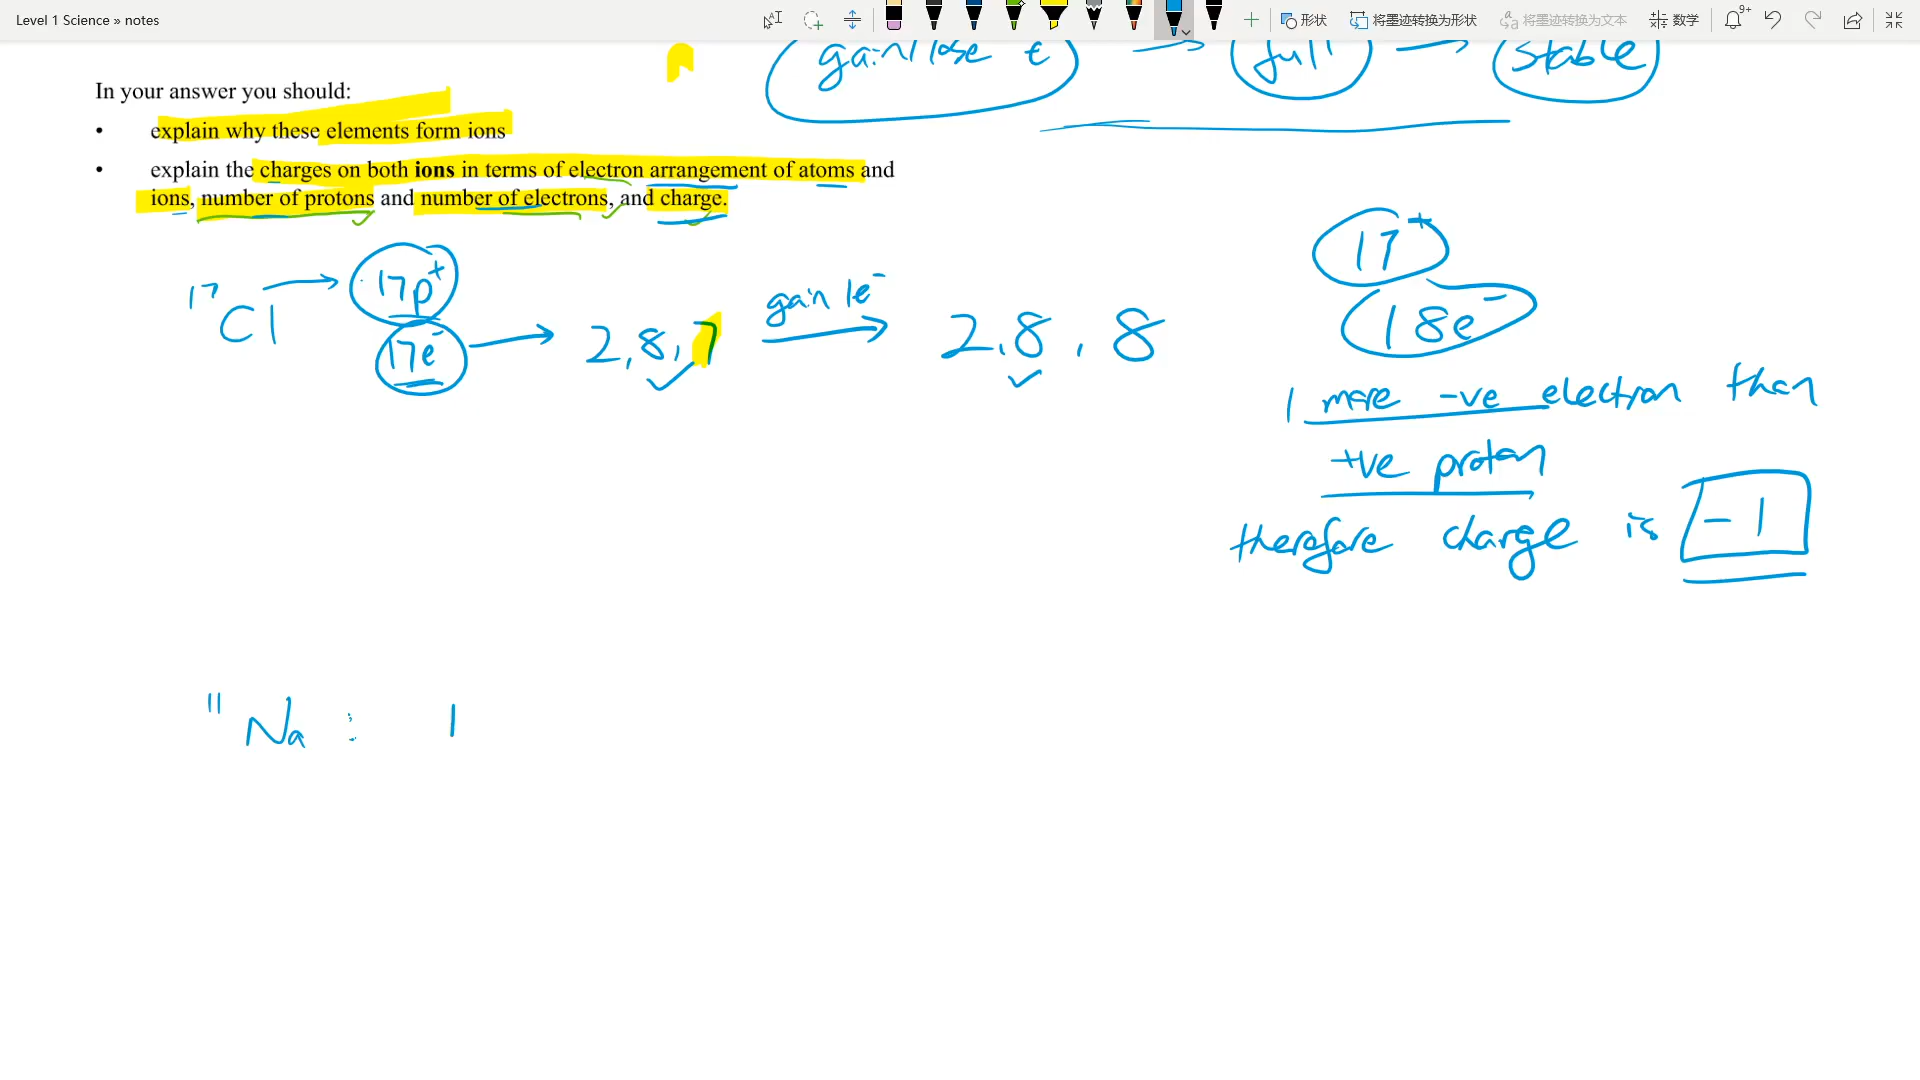 Level 1 Science » notes
形状 将墨迹转换为形状 将墨迹转换为文本 数学 9+
gain/lose e → full → stable
In your answer you should:
• explain why these elements form ions
• explain the charges on both ions in terms of electron arrangement of atoms and
ions, number of protons and number of electrons, and charge.
17 Cl → 17p+
17e- → 2,8,7 gain 1e- → 2,8,8
17+
18e-
1 more -ve electron than
+ve proton
therefore charge is -1
11 Na : 1